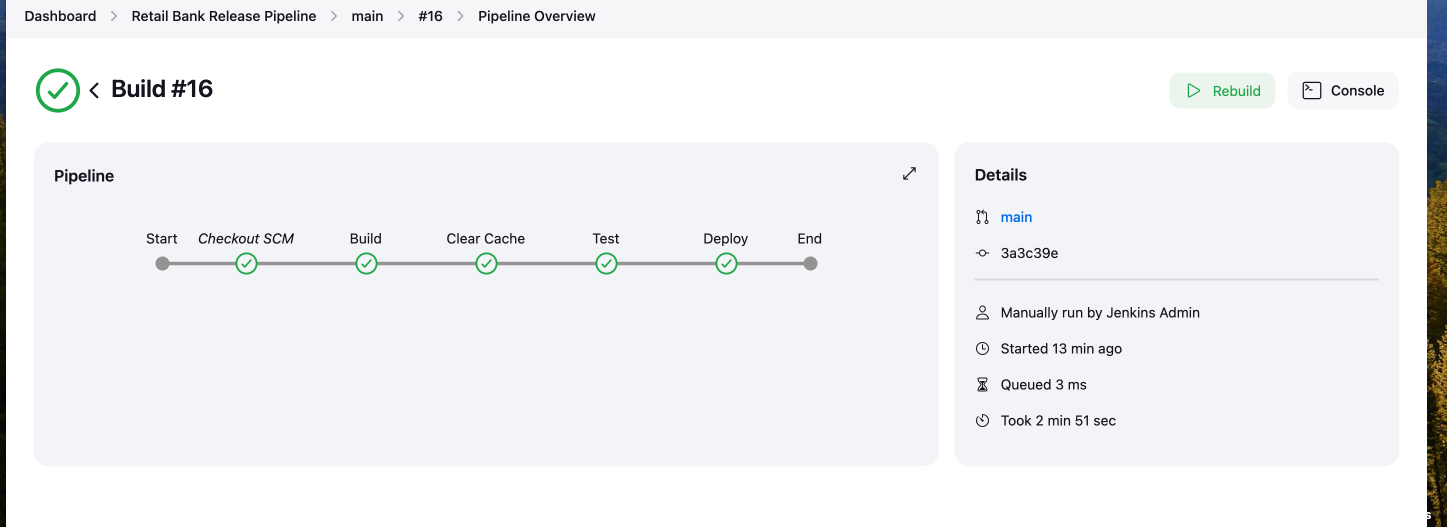 Dashboard > Retail Bank Release Pipeline > main > #16 > Pipeline Overview
Build #16
Rebuild
Console
Pipeline
Start Checkout SCM Build Clear Cache Test Deploy End
Details
main
3a3c39e
Manually run by Jenkins Admin
Started 13 min ago
Queued 3 ms
Took 2 min 51 sec